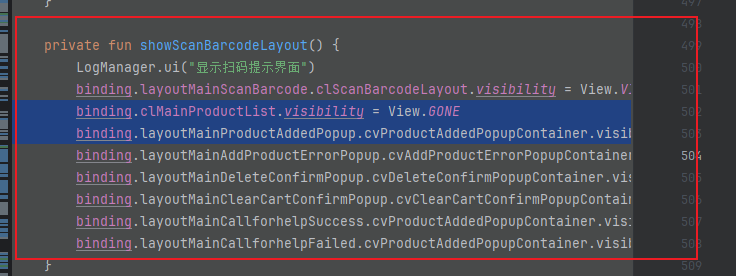 }
497
498
private fun showScanBarcodeLayout() {
499
LogManager.ui("显示扫码提示界面")
500
binding.layoutMainScanBarcode.clScanBarcodeLayout.visibility = View.V
501
binding.clMainProductList.visibility = View.GONE
502
binding.layoutMainProductAddedPopup.cvProductAddedPopupContainer.visib
503
binding.layoutMainAddProductErrorPopup.cvAddProductErrorPopupContainer
504
binding.layoutMainDeleteConfirmPopup.cvDeleteConfirmPopupContainer.vis
505
binding.layoutMainClearCartConfirmPopup.cvClearCartConfirmPopupContain
506
binding.layoutMainCallforhelpSuccess.cvProductAddedPopupContainer.visi
507
binding.layoutMainCallforhelpFailed.cvProductAddedPopupContainer.visib
508
}
509